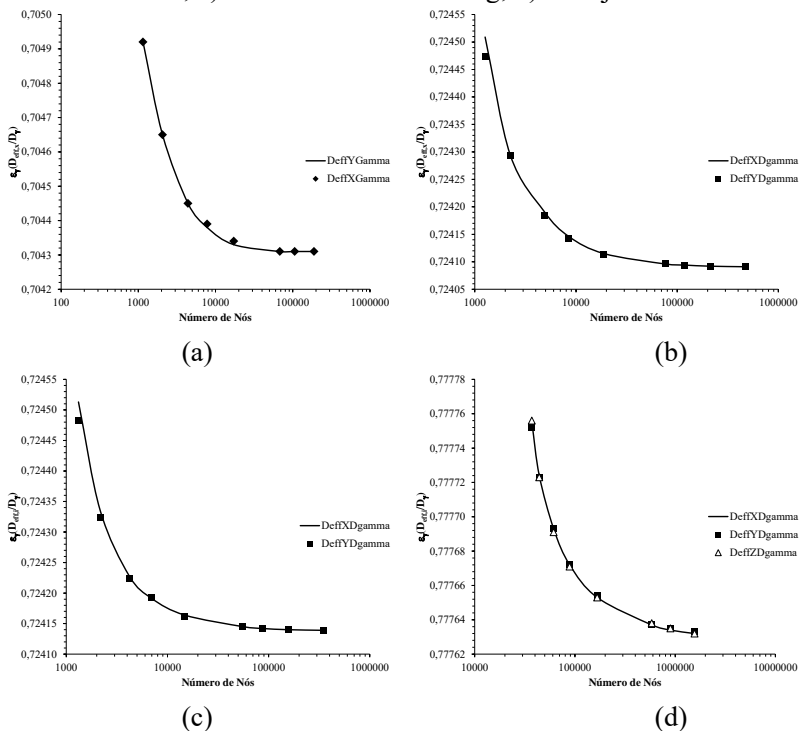 0,7050
0,7049
0,7048
0,7047
0,7046
0,7045
0,7044
0,7043
0,7042
εγ(Deff,x/Dγ)
100 1000 10000 100000 1000000
Número de Nós
DeffYGamma
DeffXGamma
(a)
0,72455
0,72450
0,72445
0,72440
0,72435
0,72430
0,72425
0,72420
0,72415
0,72410
0,72405
1000 10000 100000 1000000
Número de Nós
DeffXDgamma
DeffYDgamma
(b)
0,72455
0,72450
0,72445
0,72440
0,72435
0,72430
0,72425
0,72420
0,72415
0,72410
1000 10000 100000 1000000
Número de Nós
DeffXDgamma
DeffYDgamma
(c)
0,77778
0,77776
0,77774
0,77772
0,77770
0,77768
0,77766
0,77764
0,77762
10000 100000 1000000 10000000
Número de Nós
DeffXDgamma
DeffYDgamma
DeffZDgamma
(d)